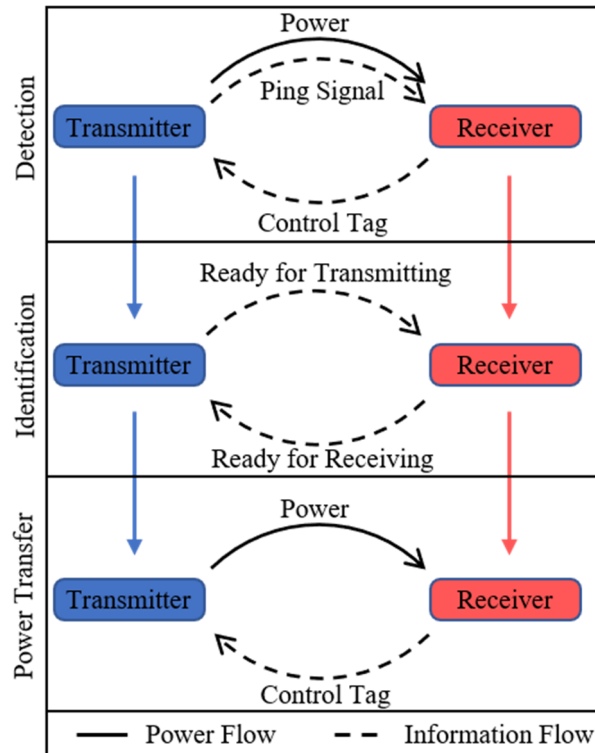 Detection
Power
Ping Signal
Transmitter
Receiver
Control Tag
Identification
Ready for Transmitting
Transmitter
Receiver
Ready for Receiving
Power Transfer
Power
Transmitter
Receiver
Control Tag
Power Flow
Information Flow